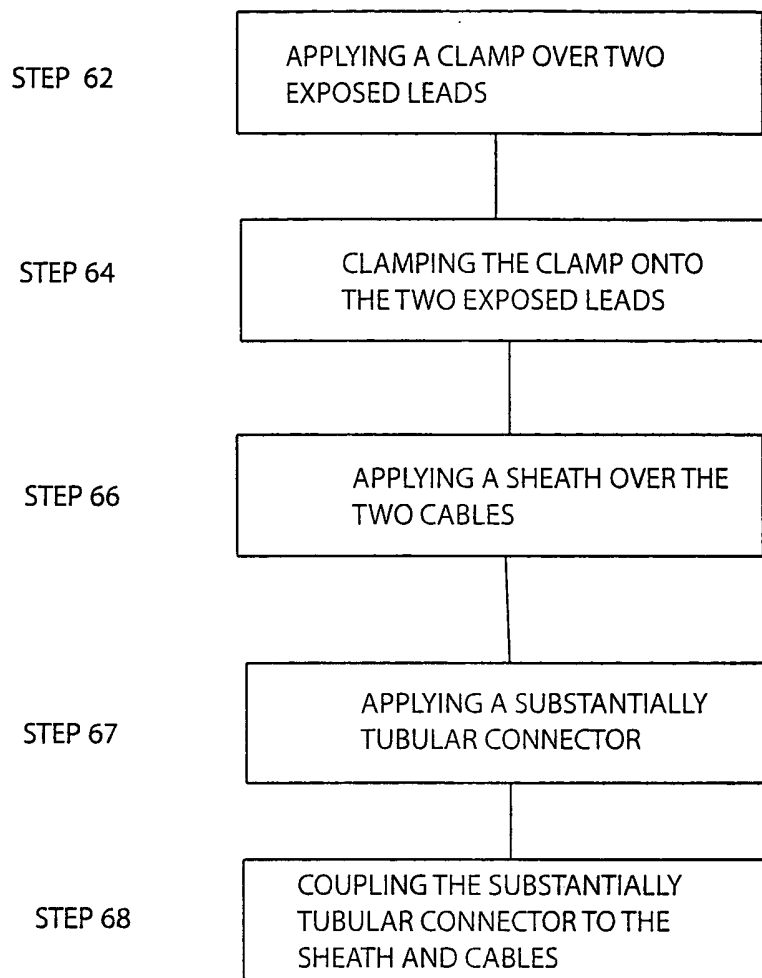 STEP 62
APPLYING A CLAMP OVER TWO
EXPOSED LEADS
STEP 64
CLAMPING THE CLAMP ONTO
THE TWO EXPOSED LEADS
STEP 66
APPLYING A SHEATH OVER THE
TWO CABLES
STEP 67
APPLYING A SUBSTANTIALLY
TUBULAR CONNECTOR
STEP 68
COUPLING THE SUBSTANTIALLY
TUBULAR CONNECTOR TO THE
SHEATH AND CABLES